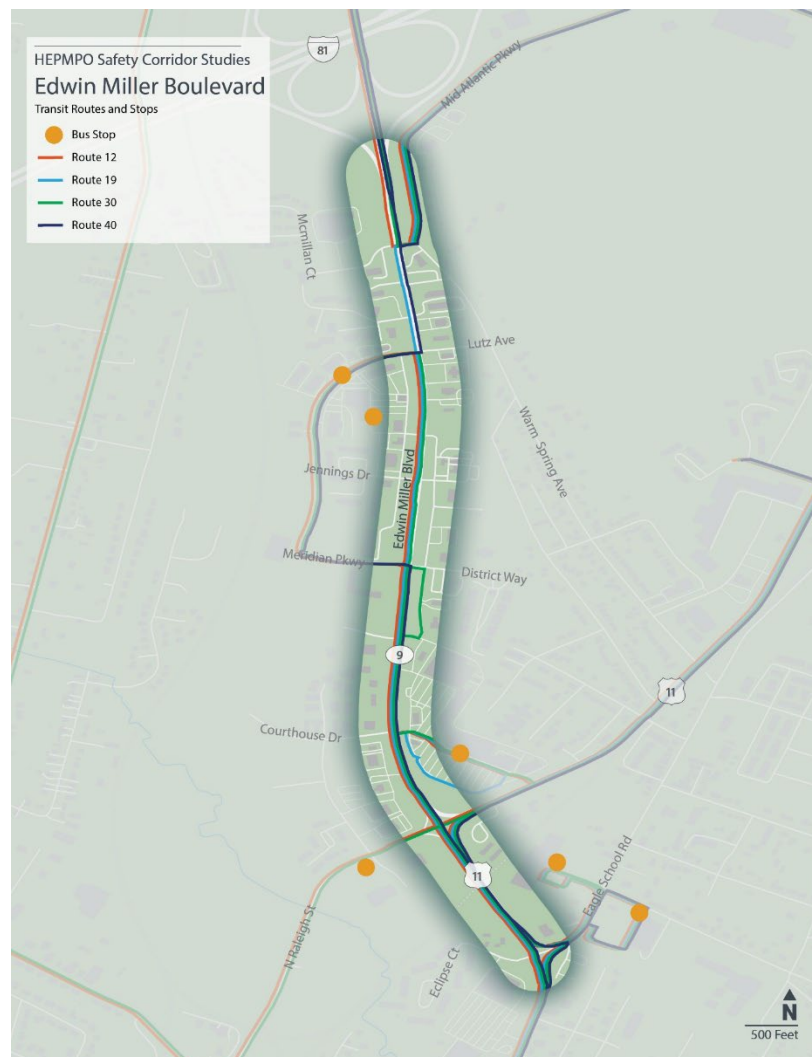 HEPMPO Safety Corridor Studies
Edwin Miller Boulevard
Transit Routes and Stops
Bus Stop
Route 12
Route 19
Route 30
Route 40
81
Mid Atlantic Pkwy
Mcmillan Ct
Lutz Ave
Warm Spring Ave
Jennings Dr
Edwin Miller Blvd
Meridian Pkwy
District Way
9
11
Courthouse Dr
11
Eagle School Rd
N Raleigh St
Eclipse Ct
N
500 Feet